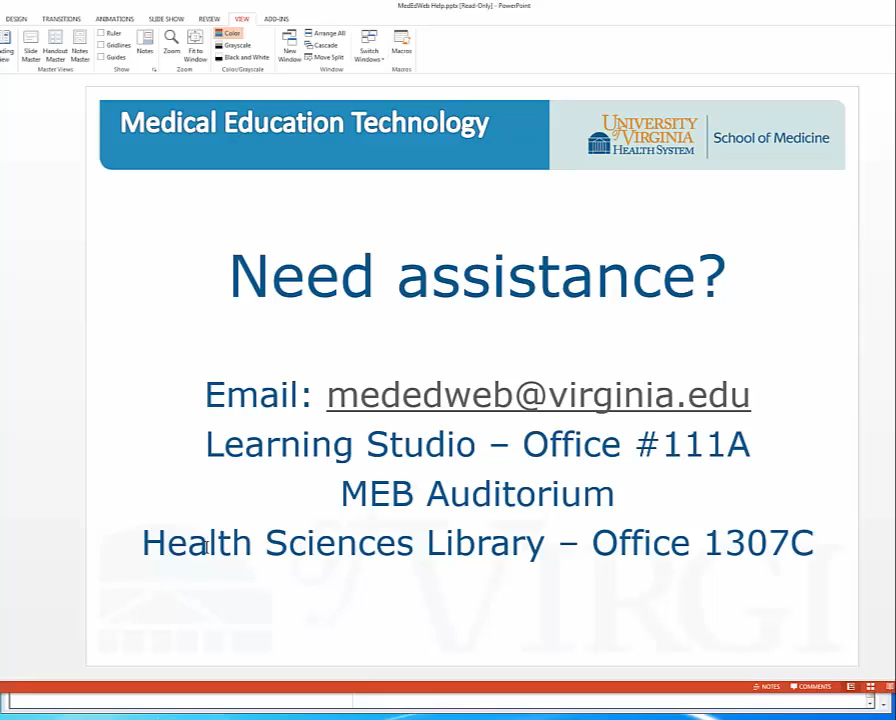 MedEdWeb Help.pptx [Read-Only] - PowerPoint
DESIGN TRANSITIONS ANIMATIONS SLIDE SHOW REVIEW VIEW ADD-INS
Ruler
Gridlines
Guides
Slide Master
Handout Master
Notes Master
Notes
Zoom
Fit to Window
Color
Grayscale
Black and White
New Window
Arrange All
Cascade
Move Split
Switch Windows
Macros
Master Views Show Zoom Color/Grayscale Window Macros
Medical Education Technology
UNIVERSITY
of VIRGINIA
HEALTH SYSTEM
School of Medicine
Need assistance?
Email: mededweb@virginia.edu
Learning Studio – Office #111A
MEB Auditorium
Health Sciences Library – Office 1307C
NOTES COMMENTS